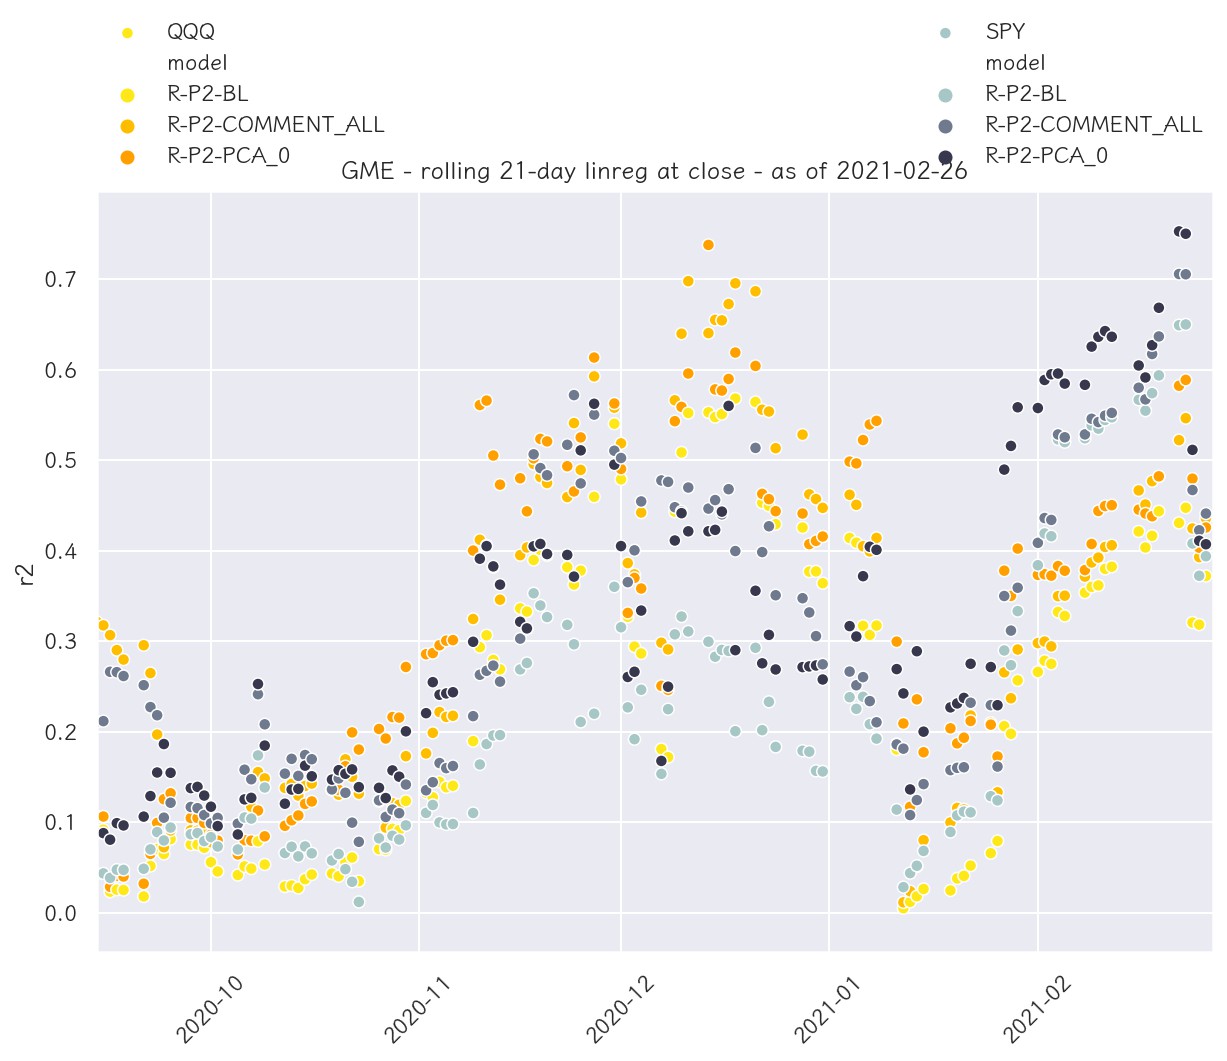 QQQ
model
R-P2-BL
R-P2-COMMENT_ALL
R-P2-PCA_0
SPY
model
R-P2-BL
R-P2-COMMENT_ALL
R-P2-PCA_0
GME - rolling 21-day linreg at close - as of 2021-02-26
r2
0.7
0.6
0.5
0.4
0.3
0.2
0.1
0.0
2020-10
2020-11
2020-12
2021-01
2021-02